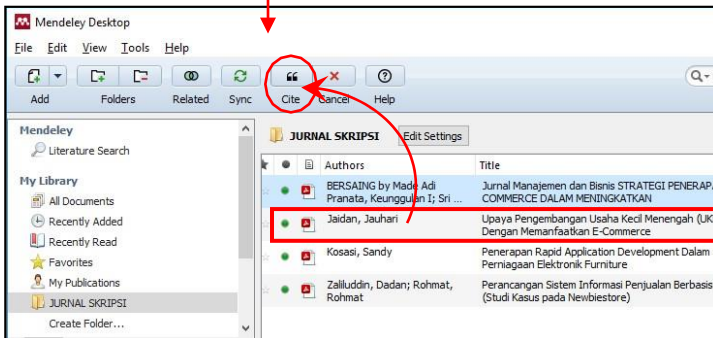 Mendeley Desktop
File Edit View Tools Help
Add Folders Related Sync Cite Cancel Help
Mendeley
Literature Search
My Library
All Documents
Recently Added
Recently Read
Favorites
My Publications
JURNAL SKRIPSI
Create Folder...
JURNAL SKRIPSI Edit Settings
Authors Title
BERSAING by Made Adi Jurnal Manajemen dan Bisnis STRATEGI PENERAPA
Pranata, Keunggulan I; Sri ... COMMERCE DALAM MENINGKATKAN
Jaidan, Jauhari Upaya Pengembangan Usaha Kecil Menengah (UK
Dengan Memanfaatkan E-Commerce
Kosasi, Sandy Penerapan Rapid Application Development Dalam
Perniagaan Elektronik Furniture
Zaliluddin, Dadan; Rohmat, Perancangan Sistem Informasi Penjualan Berbasis
Rohmat (Studi Kasus pada Newbiestore)